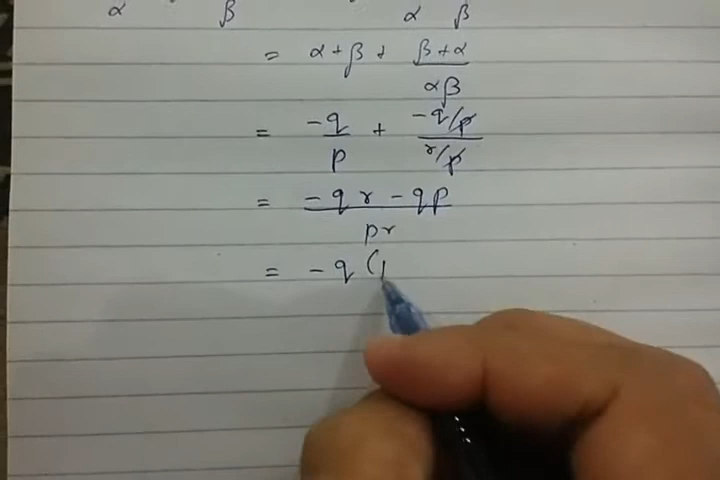 α β α β
= α + β + β + α / αβ
= -q/p + -q/p / r/p
= -qr - qp / pr
= -q (